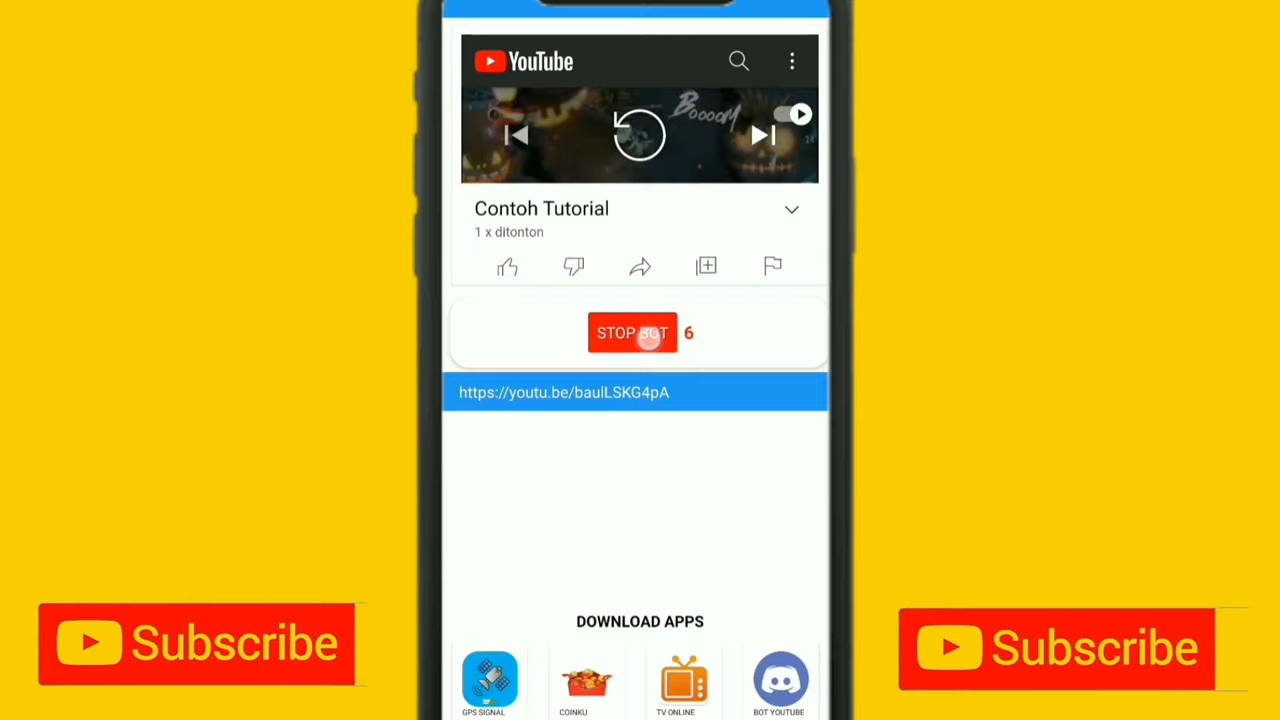 YouTube
Boooom
Contoh Tutorial
1 x ditonton
STOP BOT 6
https://youtu.be/baulLSKG4pA
DOWNLOAD APPS
Subscribe
Subscribe
GPS SIGNAL
COINKU
TV ONLINE
BOT YOUTUBE